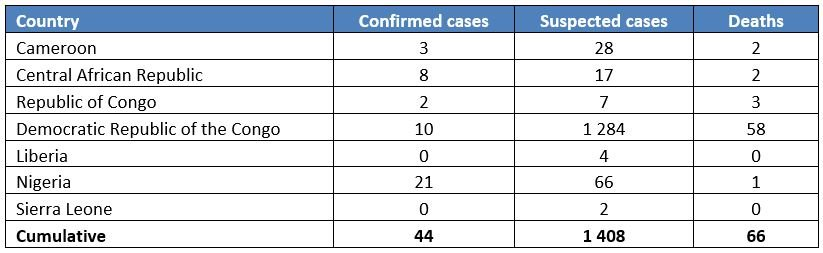 Country Confirmed cases Suspected cases Deaths
Cameroon 3 28 2
Central African Republic 8 17 2
Republic of Congo 2 7 3
Democratic Republic of the Congo 10 1 284 58
Liberia 0 4 0
Nigeria 21 66 1
Sierra Leone 0 2 0
Cumulative 44 1 408 66